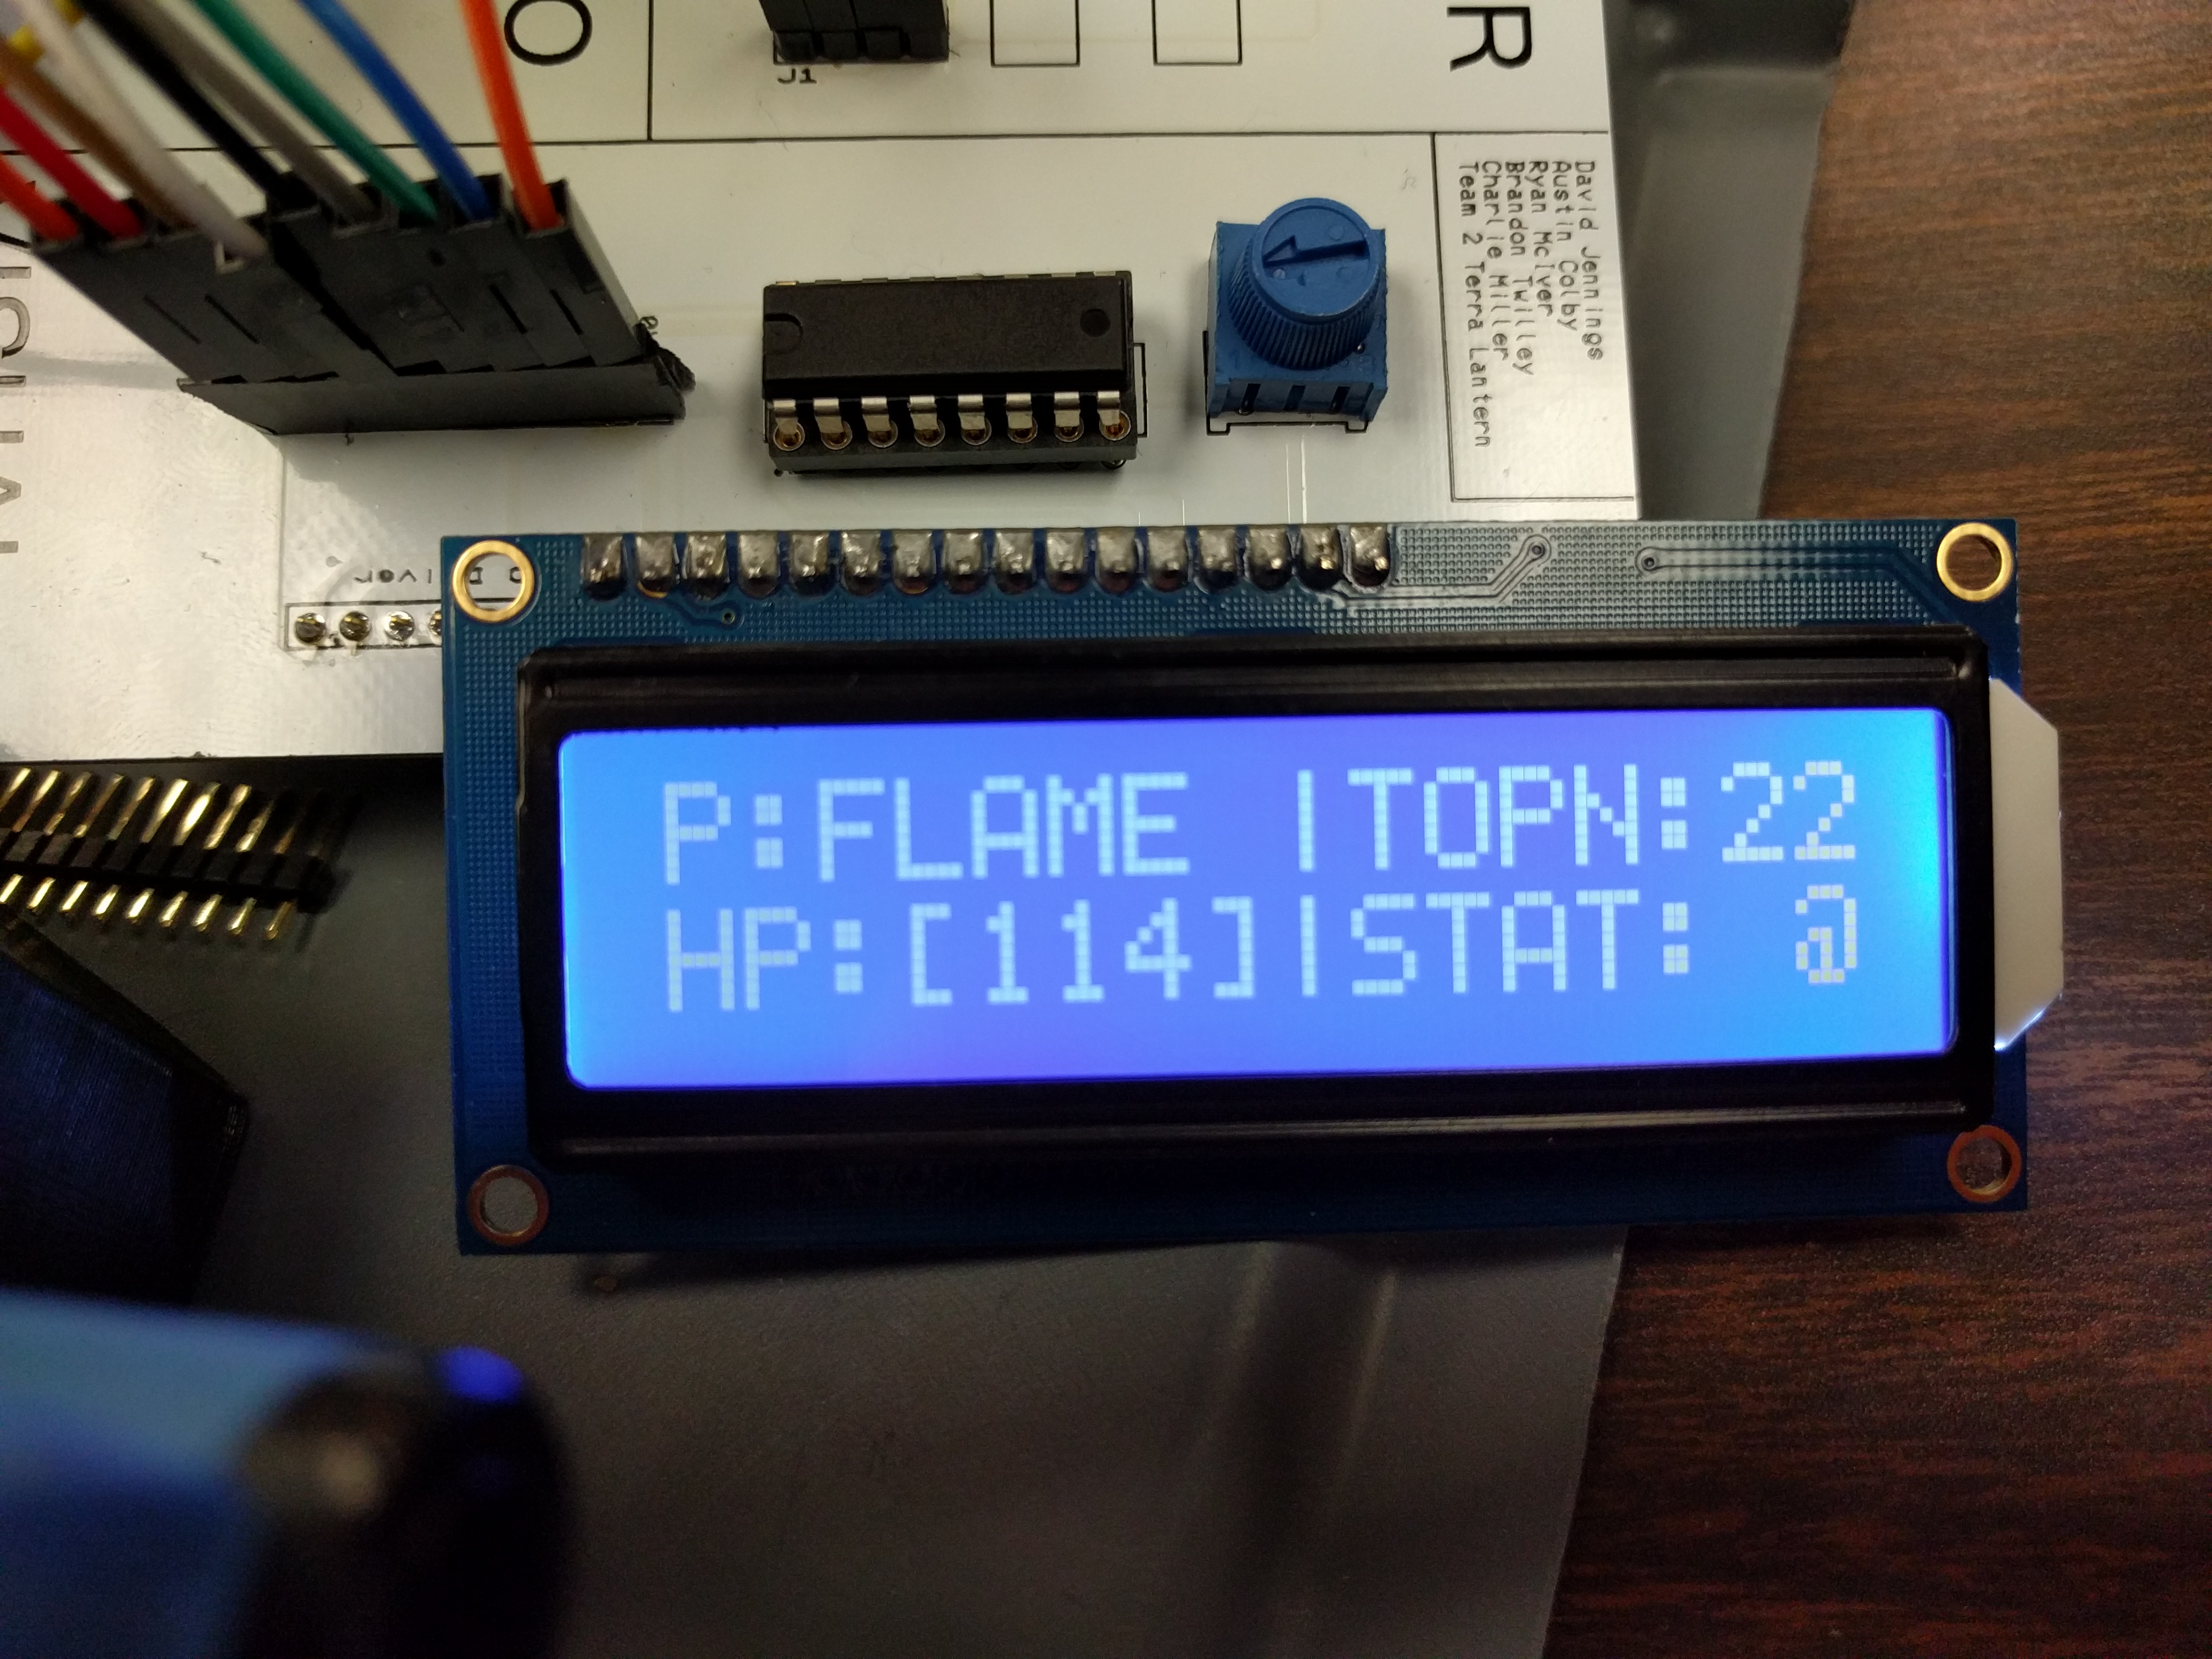 O
J1
R
David Jennings
Austin Colby
Ryan McIver
Brandon Twilley
Charlie Miller
Team 2 Terra Lantern
P:FLAME |TOPN:22
HP:[114]|STAT: @